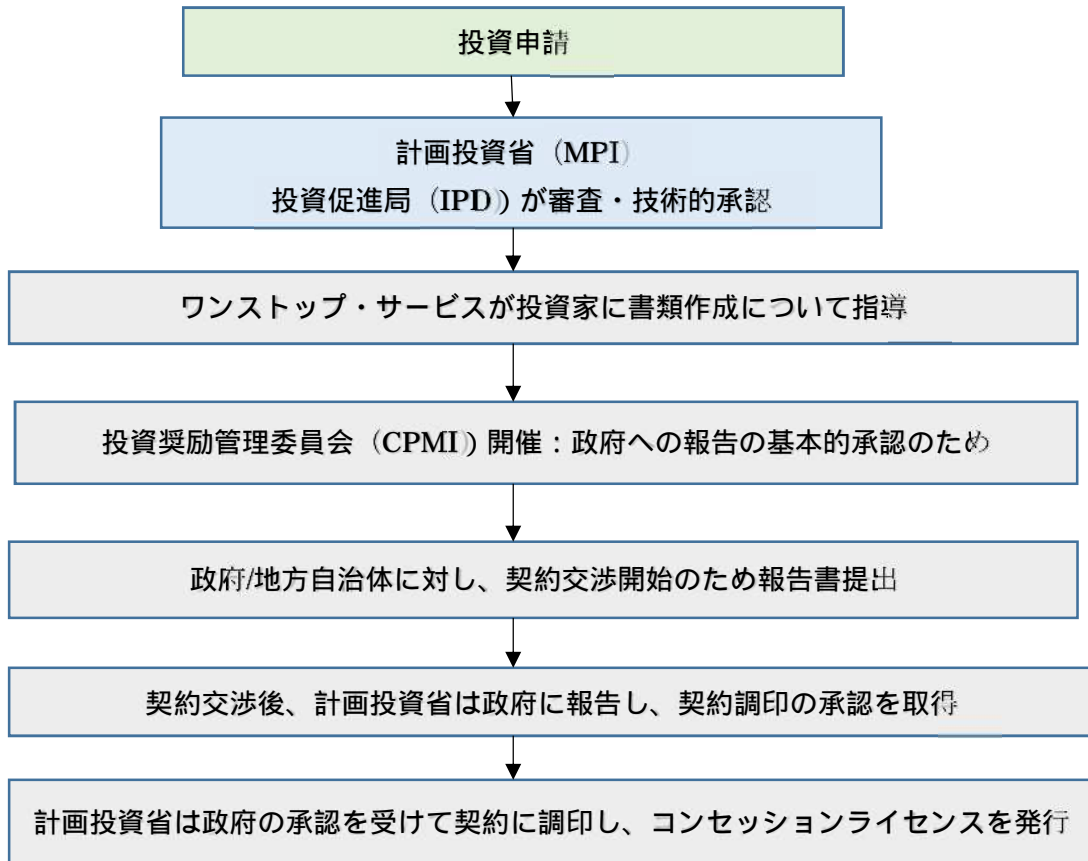 投資申請
計画投資省（MPI）
投資促進局（IPD)）が審査・技術的承認
ワンストップ・サービスが投資家に書類作成について指導
投資奨励管理委員会（CPMI)）開催：政府への報告の基本的承認のため
政府/地方自治体に対し、契約交渉開始のため報告書提出
契約交渉後、計画投資省は政府に報告し、契約調印の承認を取得
計画投資省は政府の承認を受けて契約に調印し、コンセッションライセンスを発行